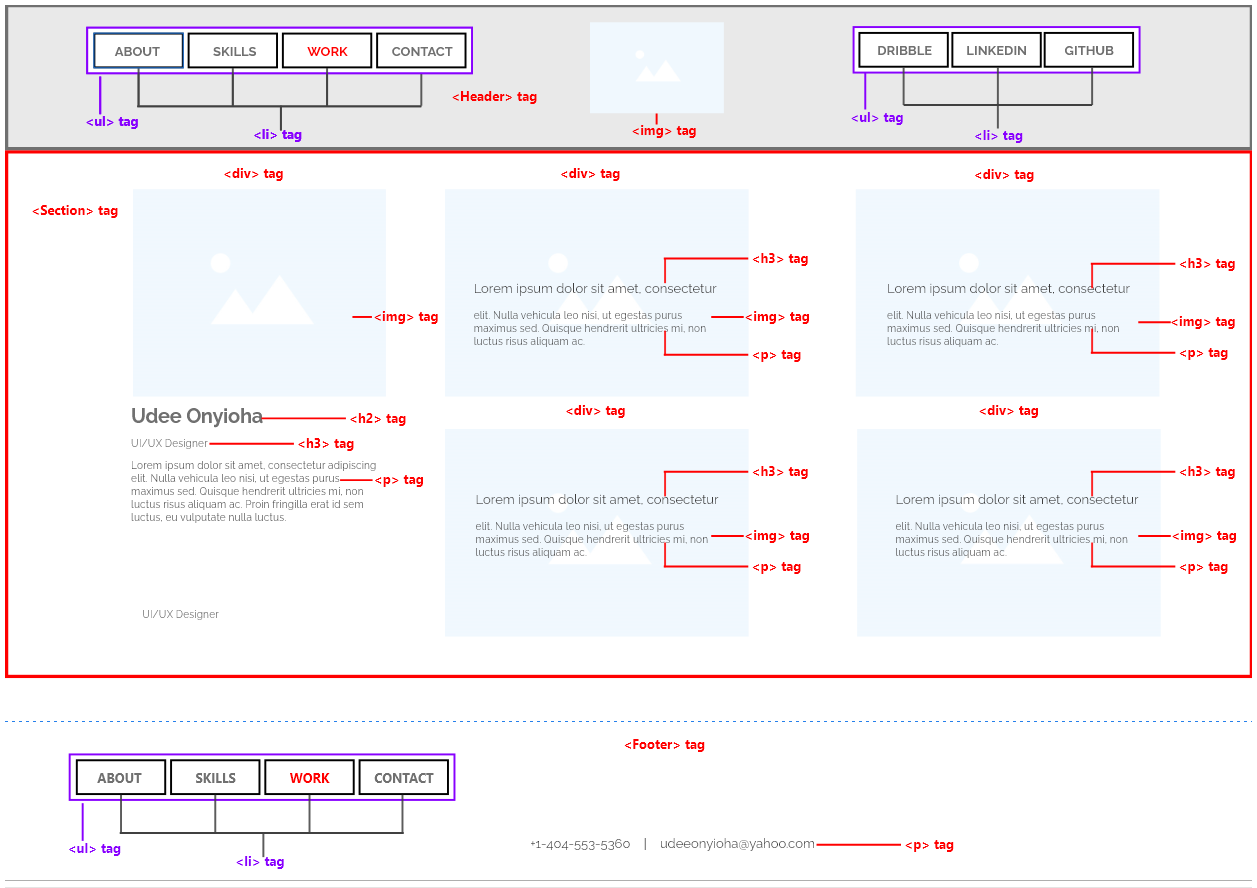 ABOUT SKILLS WORK CONTACT
DRIBBLE LINKEDIN GITHUB
<Header> tag
<ul> tag
<li> tag
<img> tag
<ul> tag
<li> tag
<div> tag
<div> tag
<div> tag
<Section> tag
<img> tag
Udee Onyioha
<h2> tag
UI/UX Designer
<h3> tag
Lorem ipsum dolor sit amet, consectetur adipiscing
elit. Nulla vehicula leo nisi, ut egestas purus
<p> tag
maximus sed. Quisque hendrerit ultricies mi, non
luctus risus aliquam ac. Proin fringilla erat id sem
luctus, eu vulputate nulla luctus.
UI/UX Designer
<h3> tag
Lorem ipsum dolor sit amet, consectetur
elit. Nulla vehicula leo nisi, ut egestas purus
<img> tag
maximus sed. Quisque hendrerit ultricies mi, non
luctus risus aliquam ac.
<p> tag
<h3> tag
Lorem ipsum dolor sit amet, consectetur
elit. Nulla vehicula leo nisi, ut egestas purus
<img> tag
maximus sed. Quisque hendrerit ultricies mi, non
luctus risus aliquam ac.
<p> tag
<div> tag
<h3> tag
Lorem ipsum dolor sit amet, consectetur
elit. Nulla vehicula leo nisi, ut egestas purus
<img> tag
maximus sed. Quisque hendrerit ultricies mi, non
luctus risus aliquam ac.
<p> tag
<div> tag
<h3> tag
Lorem ipsum dolor sit amet, consectetur
elit. Nulla vehicula leo nisi, ut egestas purus
<img> tag
maximus sed. Quisque hendrerit ultricies mi, non
luctus risus aliquam ac.
<p> tag
<Footer> tag
ABOUT SKILLS WORK CONTACT
<ul> tag
<li> tag
+1-404-553-5360 | udeeonyioha@yahoo.com
<p> tag